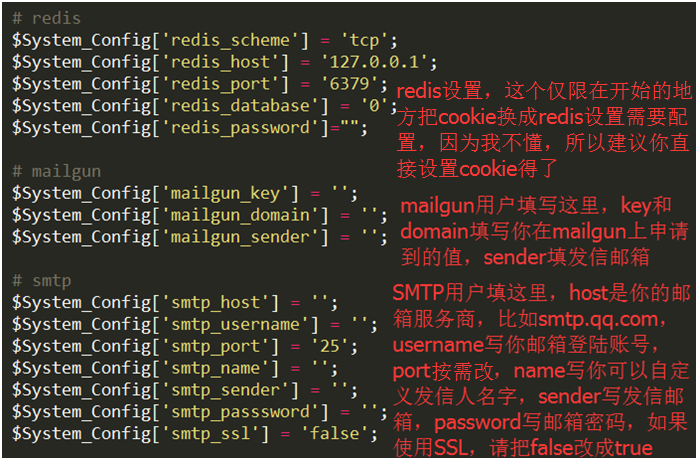 # redis
$System_Config['redis_scheme'] = 'tcp';
$System_Config['redis_host'] = '127.0.0.1';
$System_Config['redis_port'] = '6379';
$System_Config['redis_database'] = '0';
$System_Config['redis_password']="";
redis设置，这个仅限在开始的地
方把cookie换成redis设置需要配
置，因为我不懂，所以建议你直
接设置cookie得了
# mailgun
$System_Config['mailgun_key'] = '';
$System_Config['mailgun_domain'] = '';
$System_Config['mailgun_sender'] = '';
mailgun用户填写这里，key和
domain填写你在mailgun上申请
到的值，sender填发信邮箱
# smtp
$System_Config['smtp_host'] = '';
$System_Config['smtp_username'] = '';
$System_Config['smtp_port'] = '25';
$System_Config['smtp_name'] = '';
$System_Config['smtp_sender'] = '';
$System_Config['smtp_passsword'] = '';
$System_Config['smtp_ssl'] = 'false';
SMTP用户填这里，host是你的邮
箱服务商，比如smtp.qq.com，
username写你邮箱登陆账号，
port按需改，name写你可以自定
义发信人名字，sender写发信邮
箱，password写邮箱密码，如果
使用SSL，请把false改成true